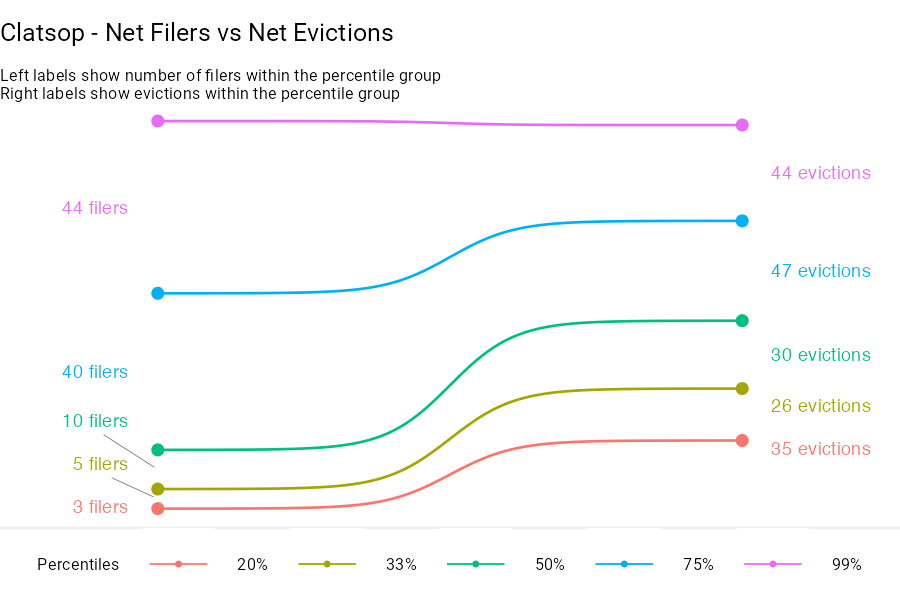 Clatsop - Net Filers vs Net Evictions
Left labels show number of filers within the percentile group
Right labels show evictions within the percentile group
44 evictions
44 filers
47 evictions
30 evictions
40 filers
26 evictions
10 filers
35 evictions
5 filers
3 filers
Percentiles 20% 33% 50% 75% 99%